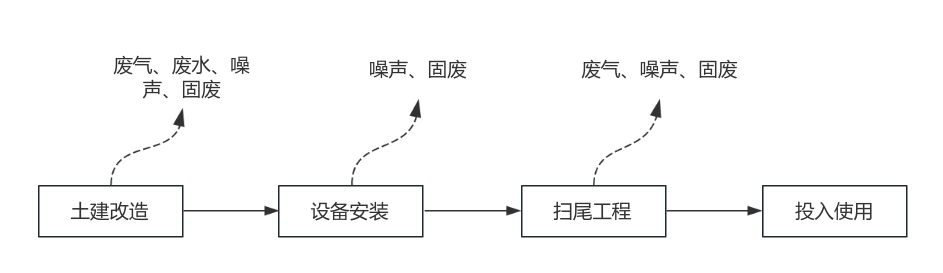 废气、废水、噪
声、固废
噪声、固废
废气、噪声、固废
土建改造
设备安装
扫尾工程
投入使用